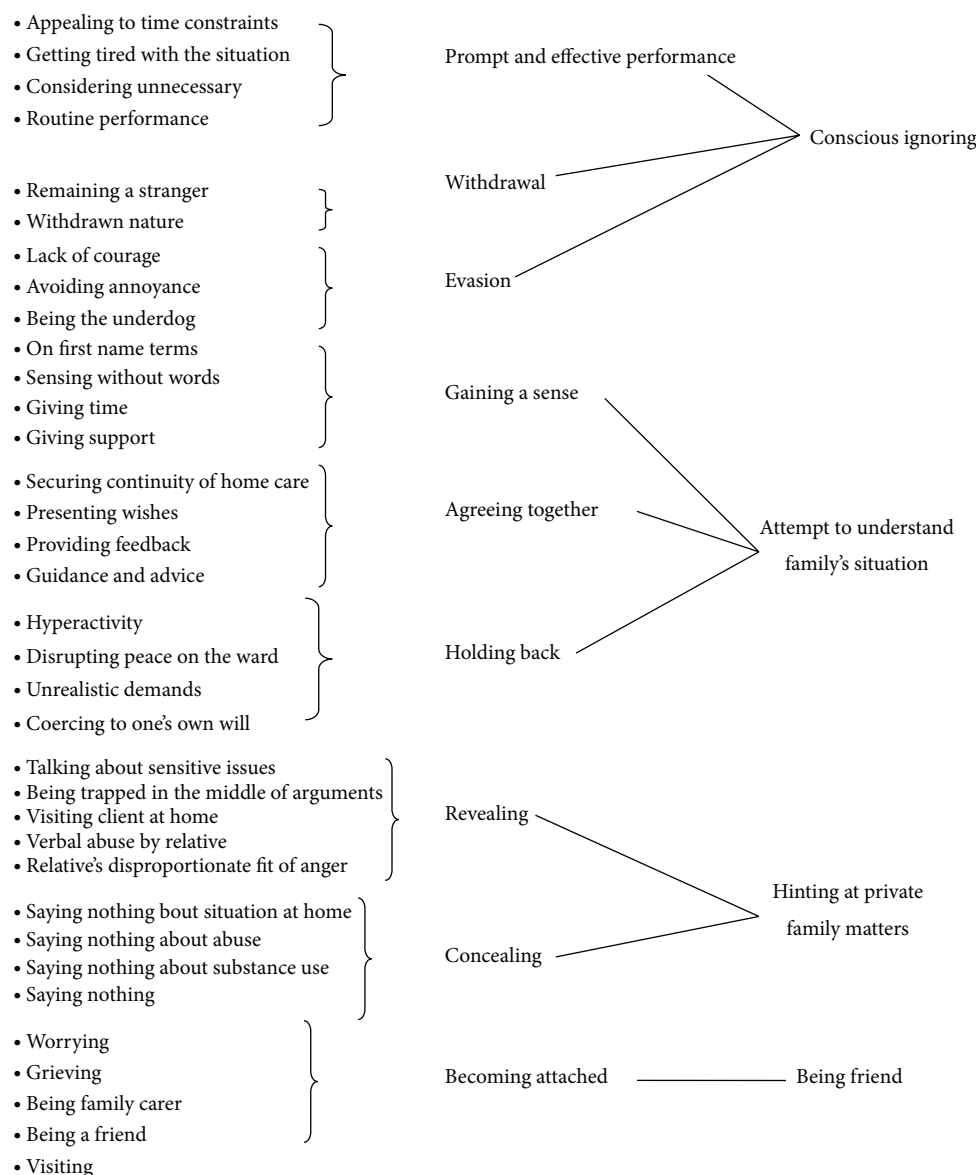 • Appealing to time constraints
• Getting tired with the situation
• Considering unnecessary
• Routine performance
Prompt and effective performance
Conscious ignoring
• Remaining a stranger
• Withdrawn nature
Withdrawal
• Lack of courage
• Avoiding annoyance
• Being the underdog
Evasion
• On first name terms
• Sensing without words
• Giving time
• Giving support
Gaining a sense
• Securing continuity of home care
• Presenting wishes
• Providing feedback
• Guidance and advice
Agreeing together
Attempt to understand
family's situation
• Hyperactivity
• Disrupting peace on the ward
• Unrealistic demands
• Coercing to one's own will
Holding back
• Talking about sensitive issues
• Being trapped in the middle of arguments
• Visiting client at home
• Verbal abuse by relative
• Relative's disproportionate fit of anger
Revealing
Hinting at private
family matters
• Saying nothing bout situation at home
• Saying nothing about abuse
• Saying nothing about substance use
• Saying nothing
Concealing
• Worrying
• Grieving
• Being family carer
• Being a friend
• Visiting
Becoming attached
Being friend